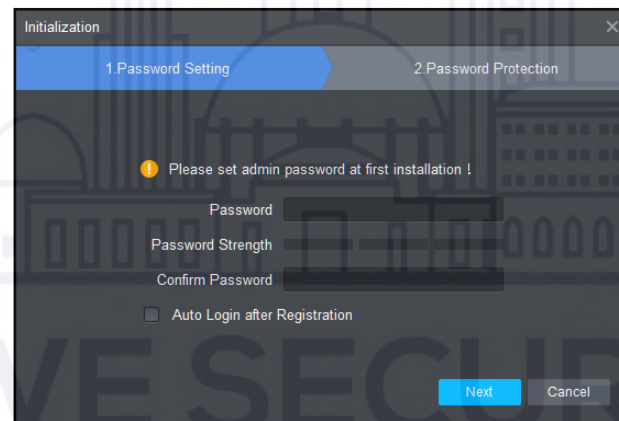 Initialization
1.Password Setting
2.Password Protection
Please set admin password at first installation !
Password
Password Strength
Confirm Password
Auto Login after Registration
Next
Cancel